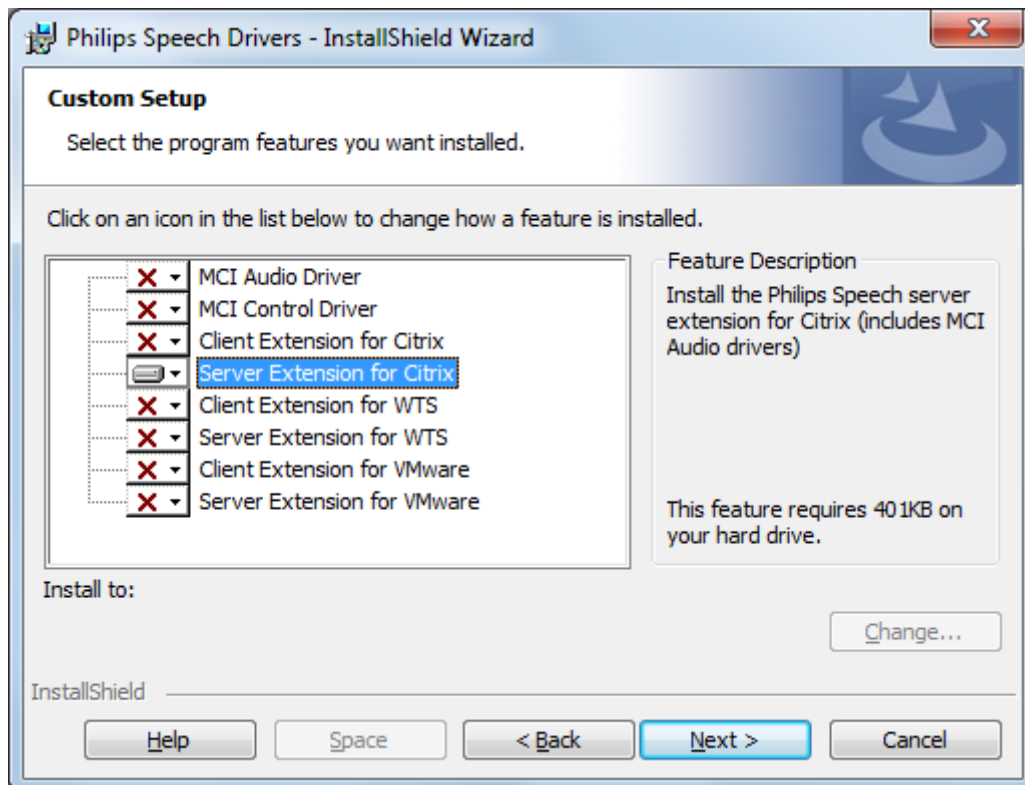 Philips Speech Drivers - InstallShield Wizard
Custom Setup
Select the program features you want installed.
Click on an icon in the list below to change how a feature is installed.
MCI Audio Driver
MCI Control Driver
Client Extension for Citrix
Server Extension for Citrix
Client Extension for WTS
Server Extension for WTS
Client Extension for VMware
Server Extension for VMware
Feature Description
Install the Philips Speech server
extension for Citrix (includes MCI
Audio drivers)
This feature requires 401KB on
your hard drive.
Install to:
Change...
InstallShield
Help
Space
< Back
Next >
Cancel